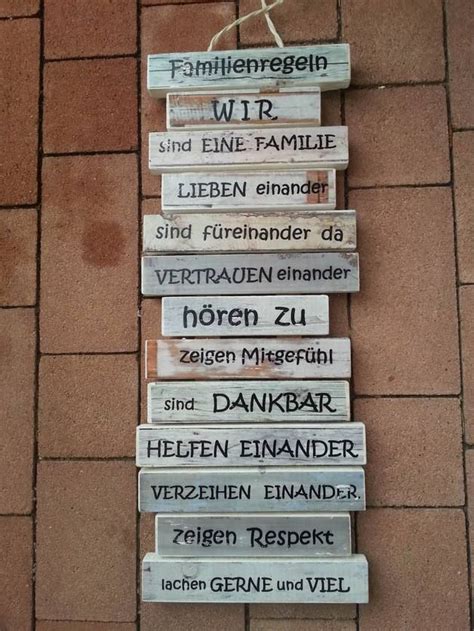 Familienregeln
WIR
sind EINE FAMILIE
LIEBEN einander
sind füreinander da
VERTRAUEN einander
hören zu
zeigen Mitgefühl
sind DANKBAR
HELFEN EINANDER
VERZEIHEN EINANDER
zeigen Respekt
lachen GERNE und VIEL